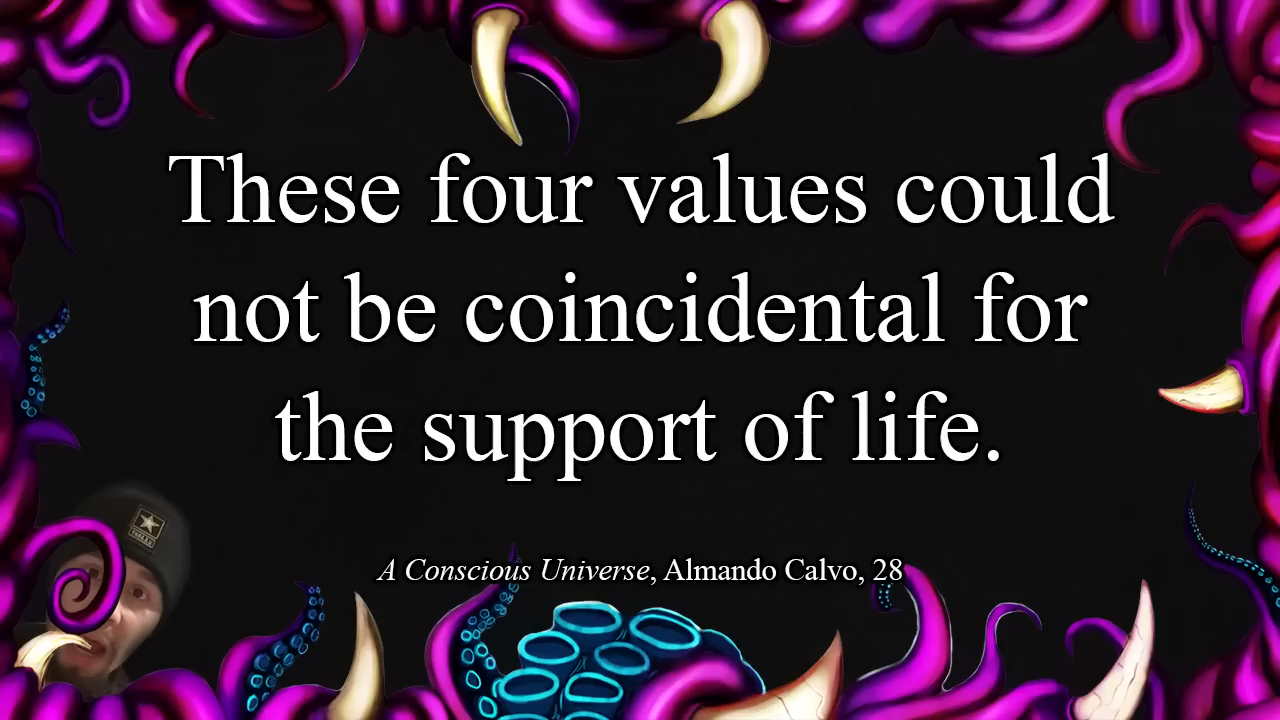 These four values could
not be coincidental for
the support of life.
A Conscious Universe, Almando Calvo, 28